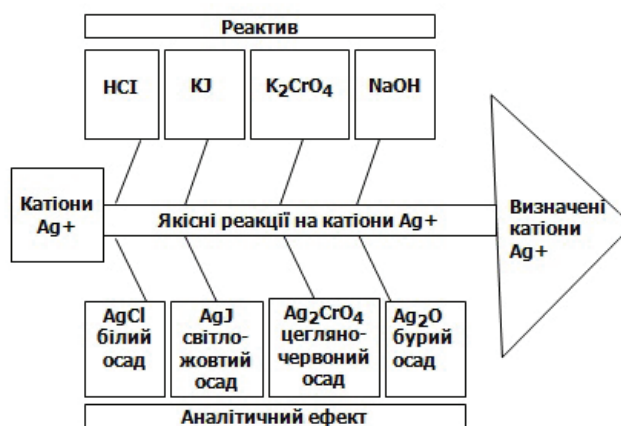 Реактив
HCI
KJ
K2CrO4
NaOH
Катіони
Ag+
Якісні реакції на катіони Ag+
Визначені
катіони
Ag+
AgCl
білий
осад
AgJ
світло-
жовтий
осад
Ag2CrO4
цегляно-
червоний
осад
Ag2O
бурий
осад
Аналітичний ефект